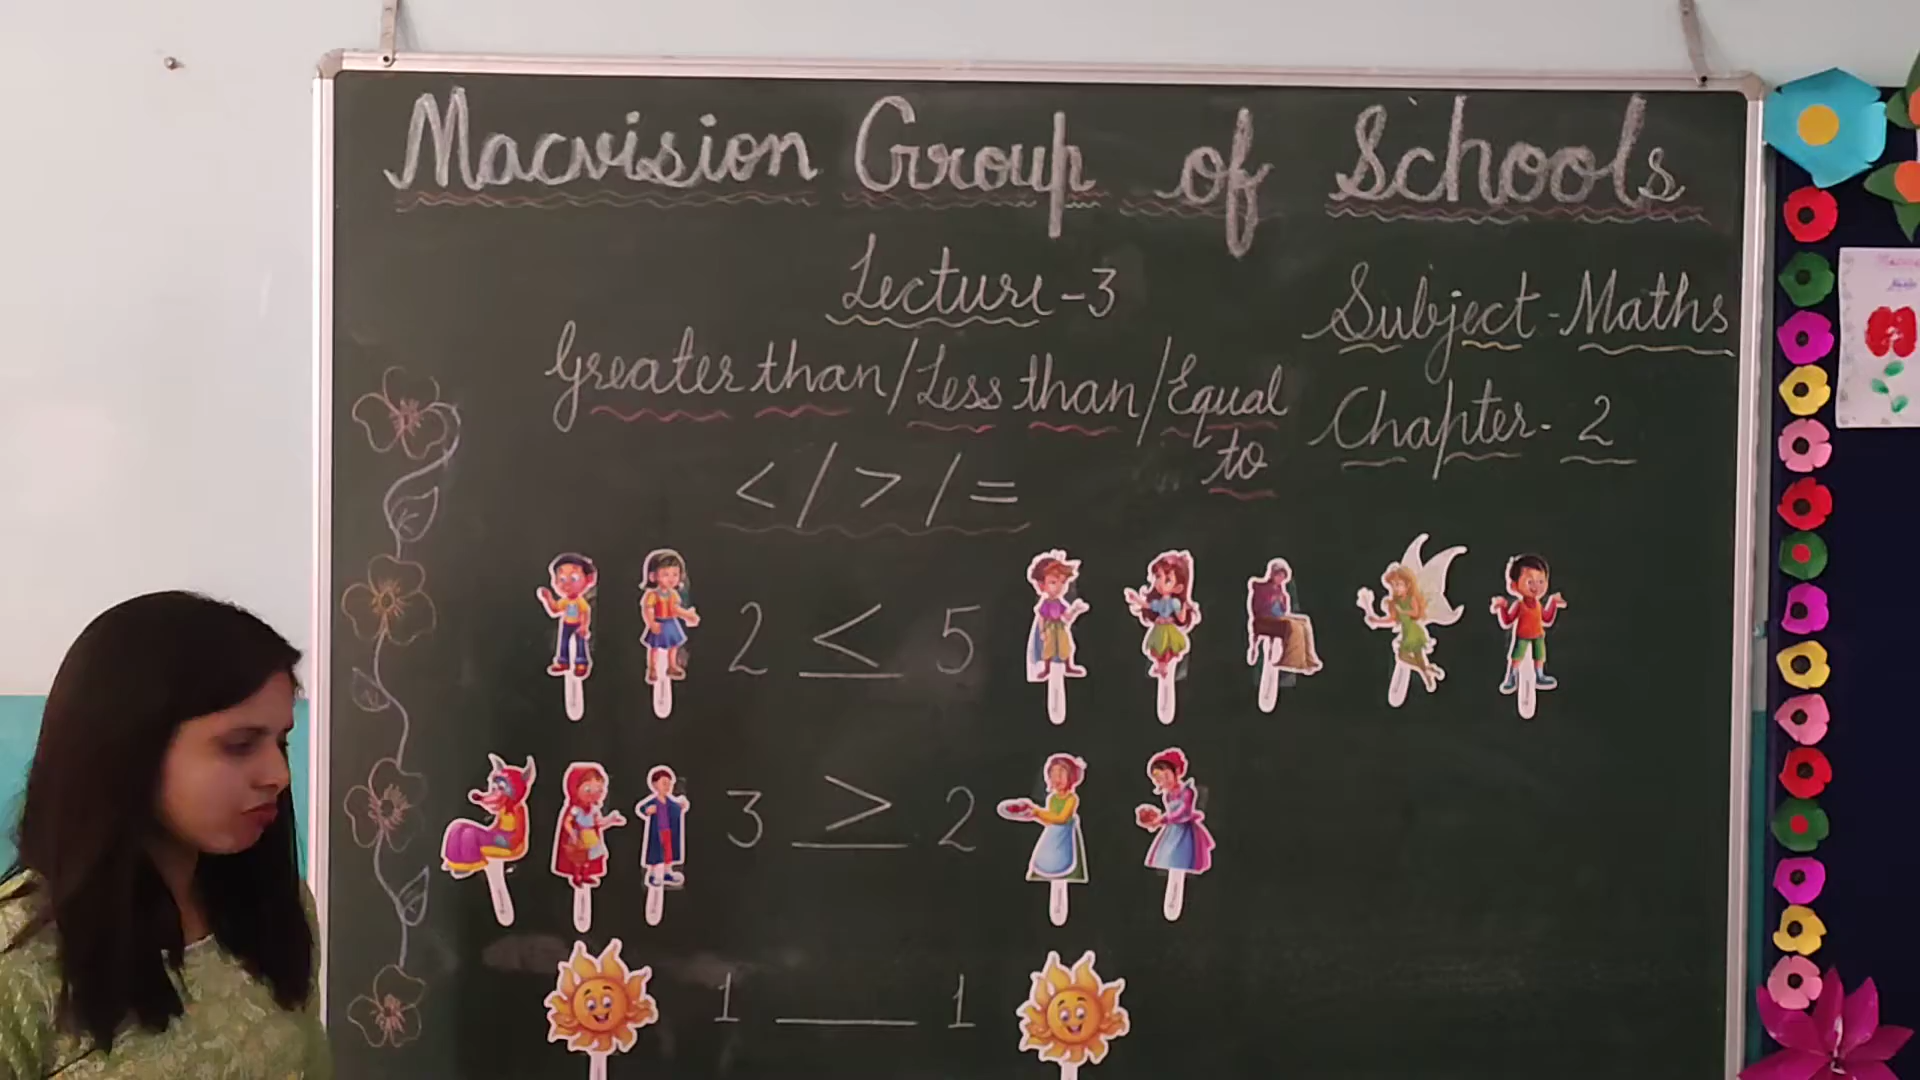 Macvision Group of Schools
Lecture-3
Subject-Maths
Greater than/Less than/Equal to
Chapter-2
</>/=
2 < 5
3 > 2
1 ___ 1